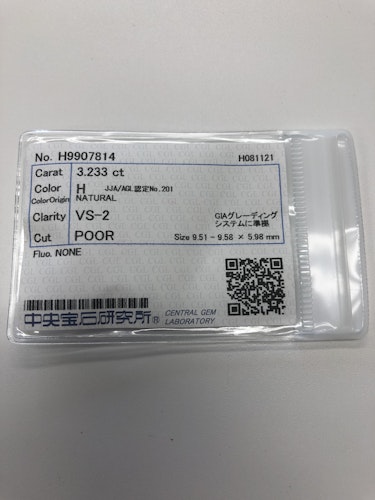 No. H9907814 H081121
Carat 3.233 ct
Color H JJA/AGL認定No.201
ColorOrigin NATURAL
Clarity VS-2 GIAグレーディング
システムに準拠
Cut POOR Size 9.51 - 9.58 × 5.98 mm
Fluo. NONE
中央宝石研究所® CENTRAL GEM
LABORATORY